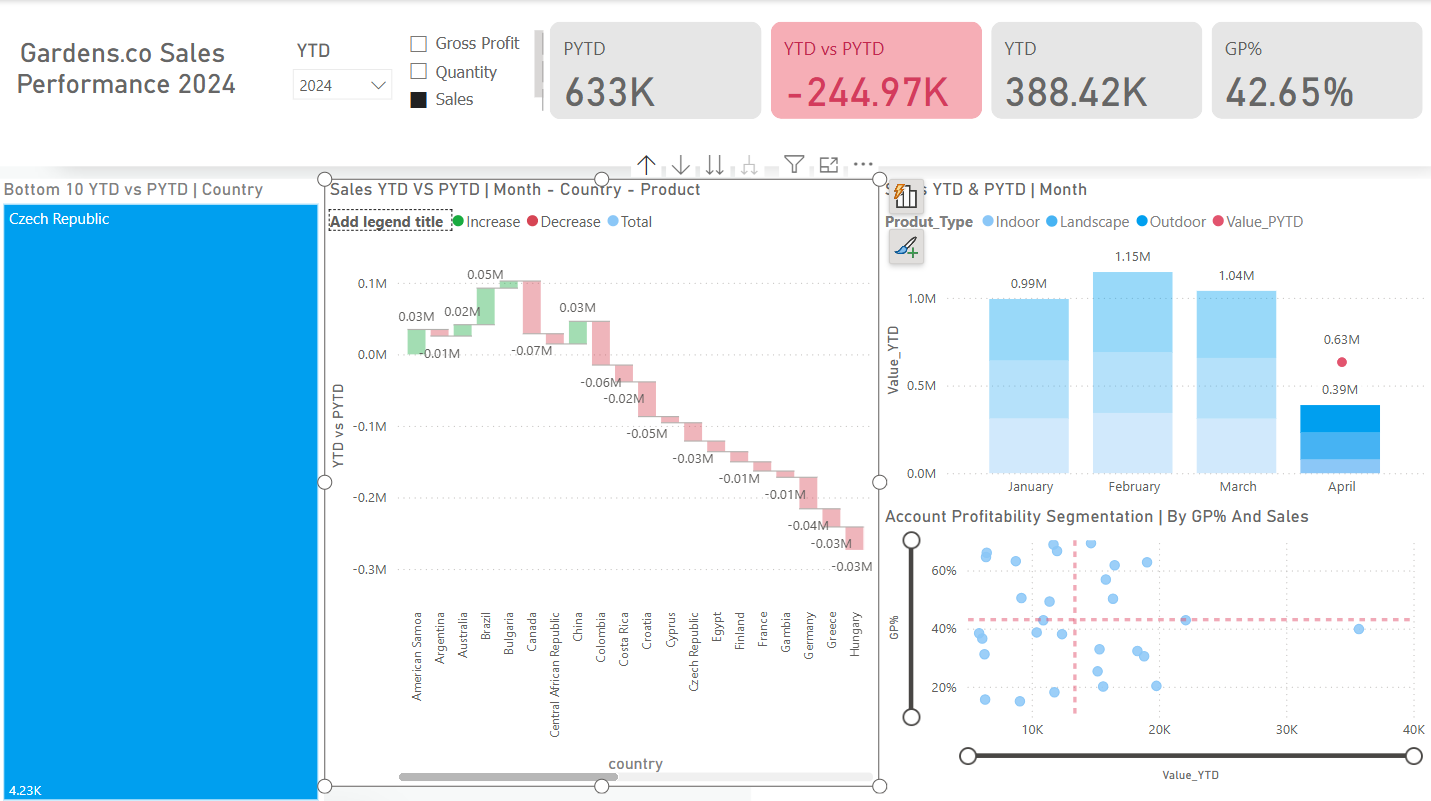 Gardens.co Sales
Performance 2024
YTD
2024
Gross Profit
Quantity
Sales
PYTD
633K
YTD vs PYTD
-244.97K
YTD
388.42K
GP%
42.65%
Bottom 10 YTD vs PYTD | Country
Czech Republic
4.23K
Sales YTD VS PYTD | Month - Country - Product
Add legend title Increase Decrease Total
YTD vs PYTD
0.1M
0.0M
-0.1M
-0.2M
-0.3M
0.03M
-0.01M
0.02M
0.05M
-0.07M
0.03M
-0.06M
-0.02M
-0.05M
-0.03M
-0.01M
-0.01M
-0.04M
-0.03M
-0.03M
American Samoa
Argentina
Australia
Brazil
Bulgaria
Canada
Central African Republic
China
Colombia
Costa Rica
Croatia
Cyprus
Czech Republic
Egypt
Finland
France
Gambia
Germany
Greece
Hungary
country
YTD & PYTD | Month
Produt_Type Indoor Landscape Outdoor Value_PYTD
Value_YTD
1.0M
0.5M
0.0M
0.99M
1.15M
1.04M
0.63M
0.39M
January
February
March
April
Account Profitability Segmentation | By GP% And Sales
GP%
60%
40%
20%
10K
20K
30K
40K
Value_YTD